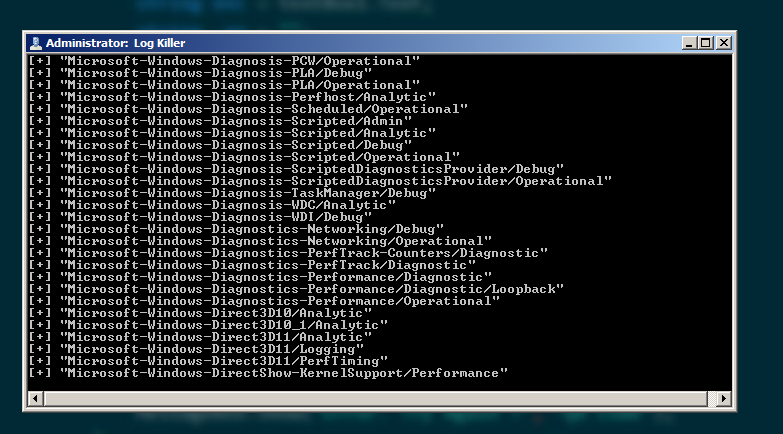 Administrator: Log Killer
[+] "Microsoft-Windows-Diagnosis-PCW/Operational"
[+] "Microsoft-Windows-Diagnosis-PLA/Debug"
[+] "Microsoft-Windows-Diagnosis-PLA/Operational"
[+] "Microsoft-Windows-Diagnosis-Perfhost/Analytic"
[+] "Microsoft-Windows-Diagnosis-Scheduled/Operational"
[+] "Microsoft-Windows-Diagnosis-Scripted/Admin"
[+] "Microsoft-Windows-Diagnosis-Scripted/Analytic"
[+] "Microsoft-Windows-Diagnosis-Scripted/Debug"
[+] "Microsoft-Windows-Diagnosis-Scripted/Operational"
[+] "Microsoft-Windows-Diagnosis-ScriptedDiagnosticsProvider/Debug"
[+] "Microsoft-Windows-Diagnosis-ScriptedDiagnosticsProvider/Operational"
[+] "Microsoft-Windows-Diagnosis-TaskManager/Debug"
[+] "Microsoft-Windows-Diagnosis-WDC/Analytic"
[+] "Microsoft-Windows-Diagnosis-WDI/Debug"
[+] "Microsoft-Windows-Diagnostics-Networking/Debug"
[+] "Microsoft-Windows-Diagnostics-Networking/Operational"
[+] "Microsoft-Windows-Diagnostics-PerfTrack-Counters/Diagnostic"
[+] "Microsoft-Windows-Diagnostics-PerfTrack/Diagnostic"
[+] "Microsoft-Windows-Diagnostics-Performance/Diagnostic"
[+] "Microsoft-Windows-Diagnostics-Performance/Diagnostic/Loopback"
[+] "Microsoft-Windows-Diagnostics-Performance/Operational"
[+] "Microsoft-Windows-Direct3D10/Analytic"
[+] "Microsoft-Windows-Direct3D10_1/Analytic"
[+] "Microsoft-Windows-Direct3D11/Analytic"
[+] "Microsoft-Windows-Direct3D11/Logging"
[+] "Microsoft-Windows-Direct3D11/PerfTiming"
[+] "Microsoft-Windows-DirectShow-KernelSupport/Performance"